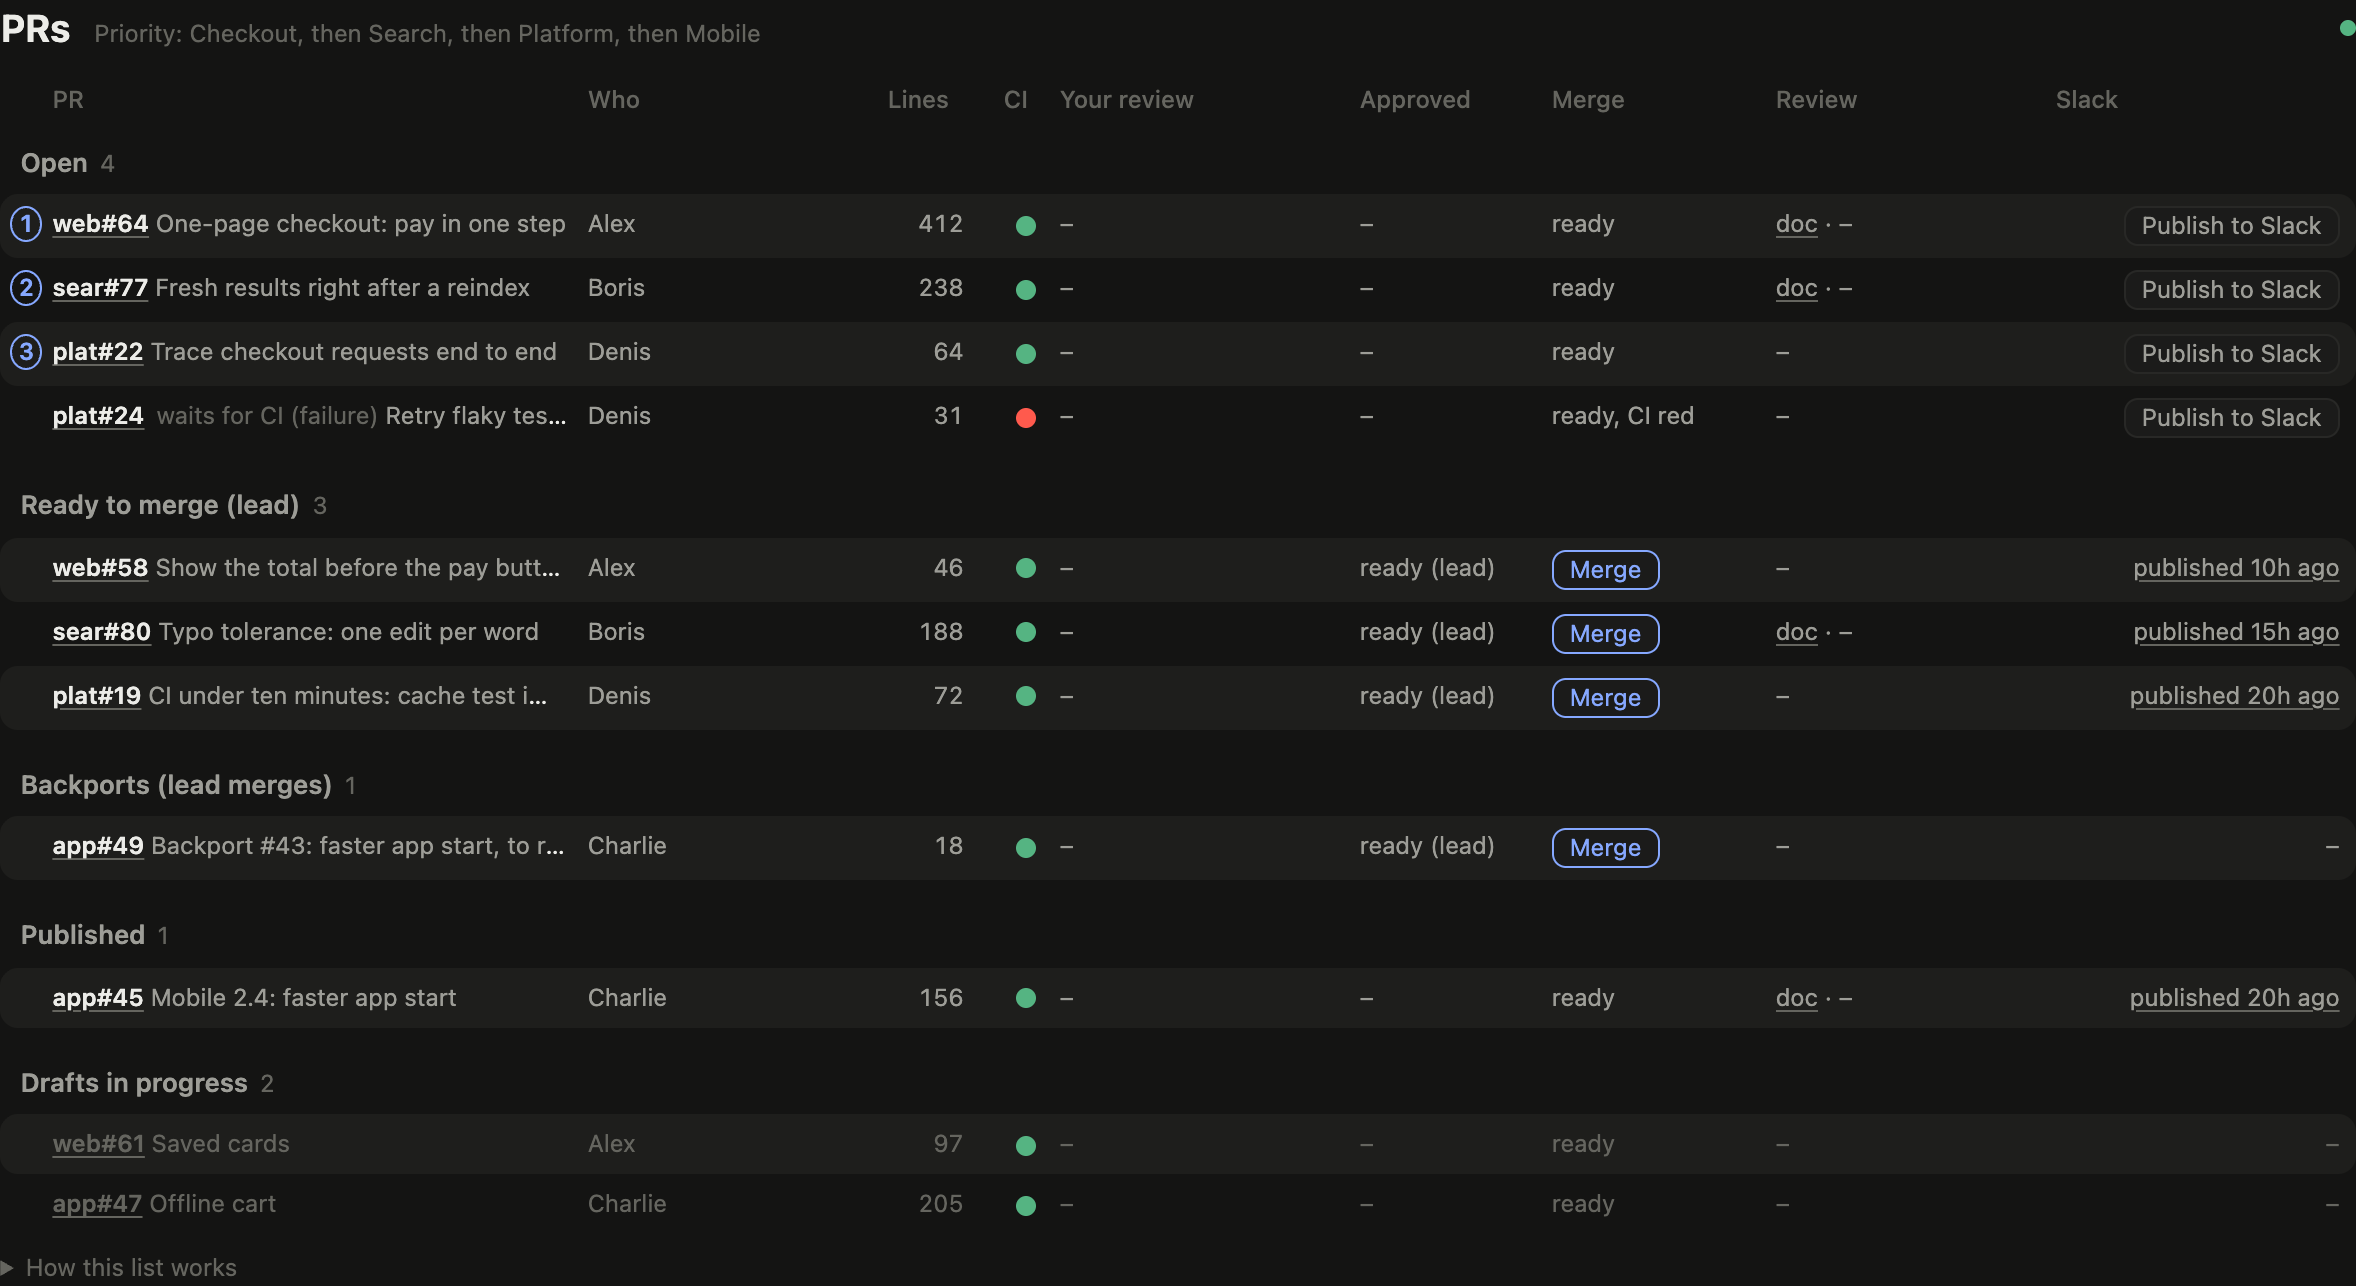 PRs Priority: Checkout, then Search, then Platform, then Mobile
PR Who Lines CI Your review Approved Merge Review Slack
Open 4
1 web#64 One-page checkout: pay in one step Alex 412 – – ready doc · – Publish to Slack
2 sear#77 Fresh results right after a reindex Boris 238 – – ready doc · – Publish to Slack
3 plat#22 Trace checkout requests end to end Denis 64 – – ready – Publish to Slack
plat#24 waits for CI (failure) Retry flaky tes... Denis 31 – – ready, CI red – Publish to Slack
Ready to merge (lead) 3
web#58 Show the total before the pay butt... Alex 46 – ready (lead) Merge – published 10h ago
sear#80 Typo tolerance: one edit per word Boris 188 – ready (lead) Merge doc · – published 15h ago
plat#19 CI under ten minutes: cache test i... Denis 72 – ready (lead) Merge – published 20h ago
Backports (lead merges) 1
app#49 Backport #43: faster app start, to r... Charlie 18 – ready (lead) Merge – –
Published 1
app#45 Mobile 2.4: faster app start Charlie 156 – – ready doc · – published 20h ago
Drafts in progress 2
web#61 Saved cards Alex 97 – – ready – –
app#47 Offline cart Charlie 205 – – ready – –
How this list works